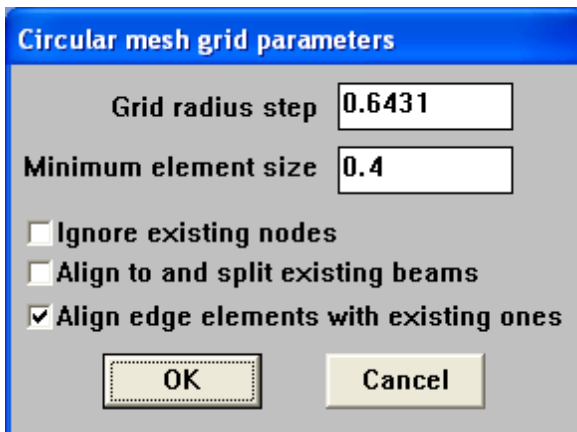 Circular mesh grid parameters
Grid radius step 0.6431
Minimum element size 0.4
Ignore existing nodes
Align to and split existing beams
Align edge elements with existing ones
OK Cancel